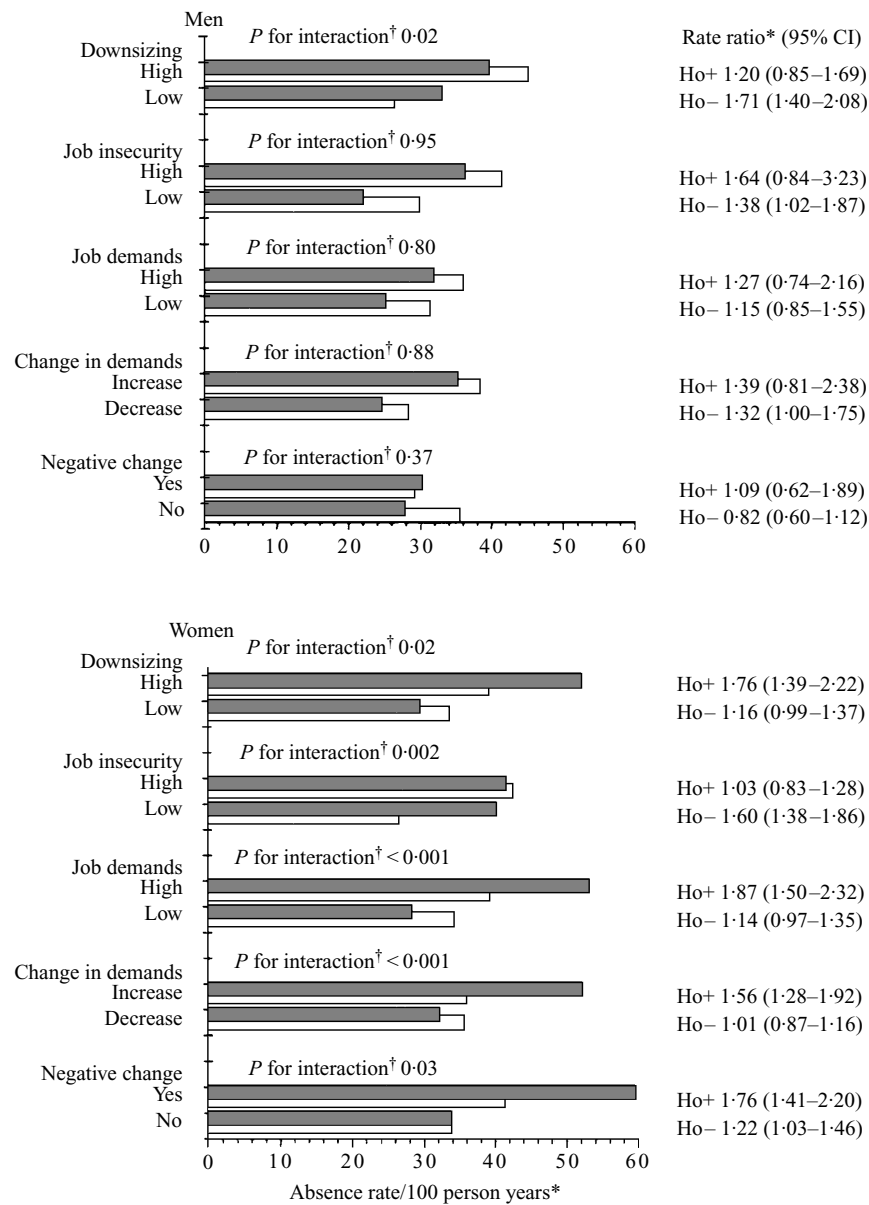 Men
P for interaction† 0·02
Rate ratio* (95% CI)
Downsizing
High
Ho+ 1·20 (0·85–1·69)
Low
Ho– 1·71 (1·40–2·08)
P for interaction† 0·95
Job insecurity
High
Ho+ 1·64 (0·84–3·23)
Low
Ho– 1·38 (1·02–1·87)
P for interaction† 0·80
Job demands
High
Ho+ 1·27 (0·74–2·16)
Low
Ho– 1·15 (0·85–1·55)
P for interaction† 0·88
Change in demands
Increase
Ho+ 1·39 (0·81–2·38)
Decrease
Ho– 1·32 (1·00–1·75)
P for interaction† 0·37
Negative change
Yes
Ho+ 1·09 (0·62–1·89)
No
Ho– 0·82 (0·60–1·12)
0 10 20 30 40 50 60
Women
P for interaction† 0·02
Downsizing
High
Ho+ 1·76 (1·39–2·22)
Low
Ho– 1·16 (0·99–1·37)
P for interaction† 0·002
Job insecurity
High
Ho+ 1·03 (0·83–1·28)
Low
Ho– 1·60 (1·38–1·86)
P for interaction† < 0·001
Job demands
High
Ho+ 1·87 (1·50–2·32)
Low
Ho– 1·14 (0·97–1·35)
P for interaction† < 0·001
Change in demands
Increase
Ho+ 1·56 (1·28–1·92)
Decrease
Ho– 1·01 (0·87–1·16)
P for interaction† 0·03
Negative change
Yes
Ho+ 1·76 (1·41–2·20)
No
Ho– 1·22 (1·03–1·46)
0 10 20 30 40 50 60
Absence rate/100 person years*